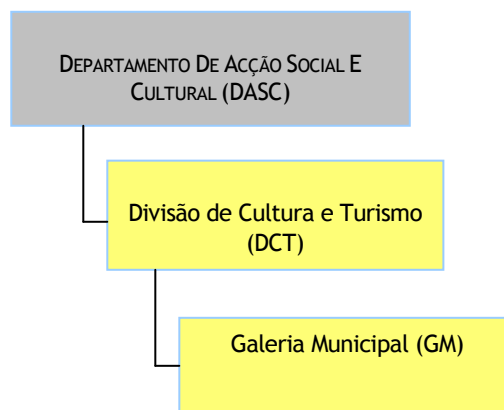 DEPARTAMENTO DE ACÇÃO SOCIAL E
CULTURAL (DASC)
Divisão de Cultura e Turismo
(DCT)
Galeria Municipal (GM)